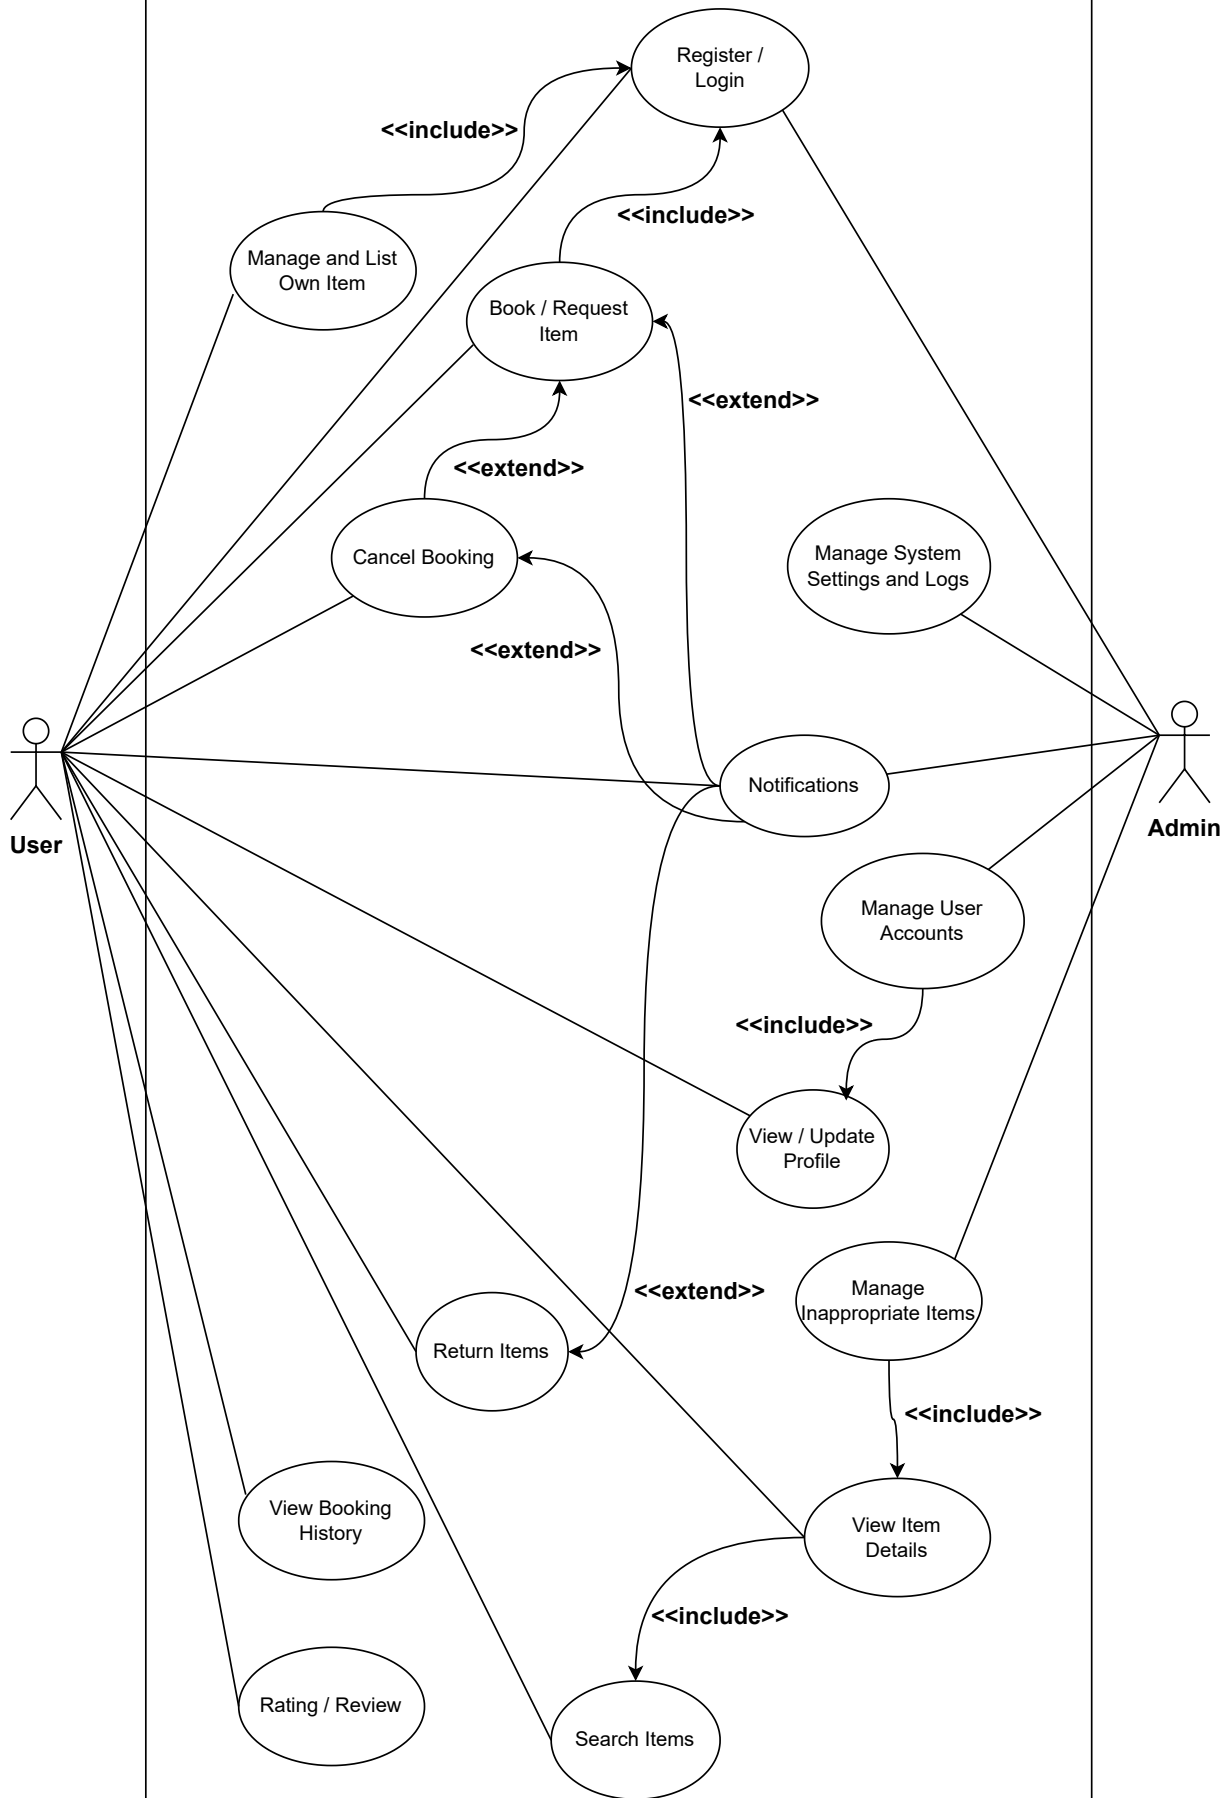 Register /
Login
<<include>>
<<include>>
Manage and List
Own Item
Book / Request
Item
<<extend>>
<<extend>>
Cancel Booking
Manage System
Settings and Logs
<<extend>>
Notifications
User
Admin
Manage User
Accounts
<<include>>
View / Update
Profile
<<extend>>
Manage
Inappropriate Items
Return Items
<<include>>
View Booking
History
View Item
Details
<<include>>
Rating / Review
Search Items